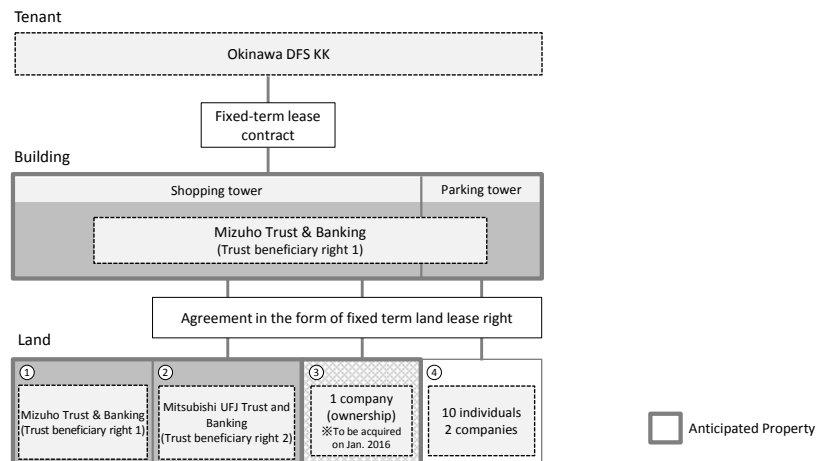 Tenant
Okinawa DFS KK
Fixed-term lease
contract
Building
Shopping tower
Parking tower
Mizuho Trust & Banking
(Trust beneficiary right 1)
Agreement in the form of fixed term land lease right
Land
①
Mizuho Trust & Banking
(Trust beneficiary right 1)
②
Mitsubishi UFJ Trust and
Banking
(Trust beneficiary right 2)
③
1 company
(ownership)
※To be acquired
on Jan. 2016
④
10 individuals
2 companies
Anticipated Property